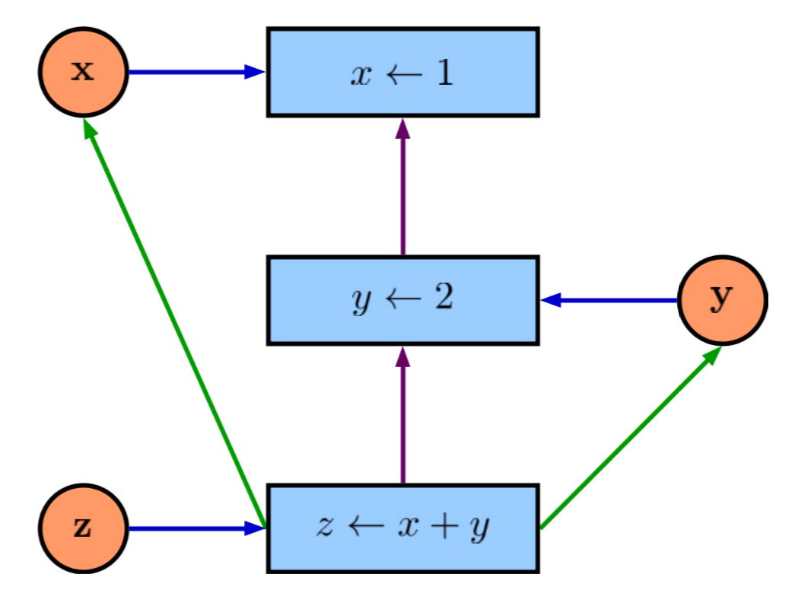 x
x ← 1
y ← 2
y
z
z ← x + y